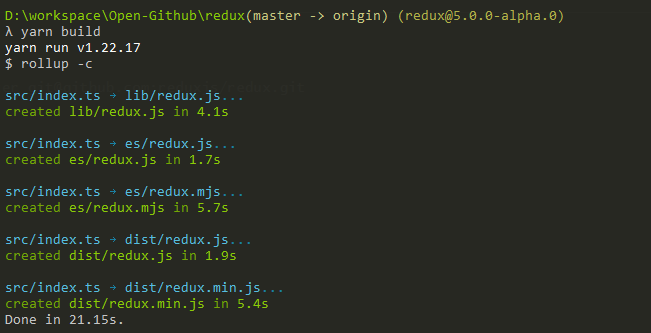 D:\workspace\Open-Github\redux(master -> origin) (redux@5.0.0-alpha.0)
λ yarn build
yarn run v1.22.17
$ rollup -c
src/index.ts → lib/redux.js...
created lib/redux.js in 4.1s
src/index.ts → es/redux.js...
created es/redux.js in 1.7s
src/index.ts → es/redux.mjs...
created es/redux.mjs in 5.7s
src/index.ts → dist/redux.js...
created dist/redux.js in 1.9s
src/index.ts → dist/redux.min.js...
created dist/redux.min.js in 5.4s
Done in 21.15s.